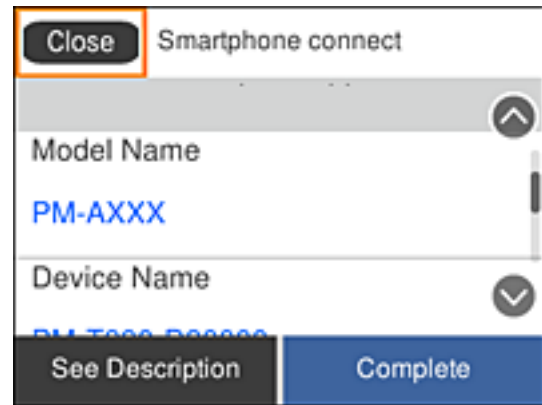 Close
Smartphone connect
Model Name
PM-AXXX
Device Name
See Description
Complete